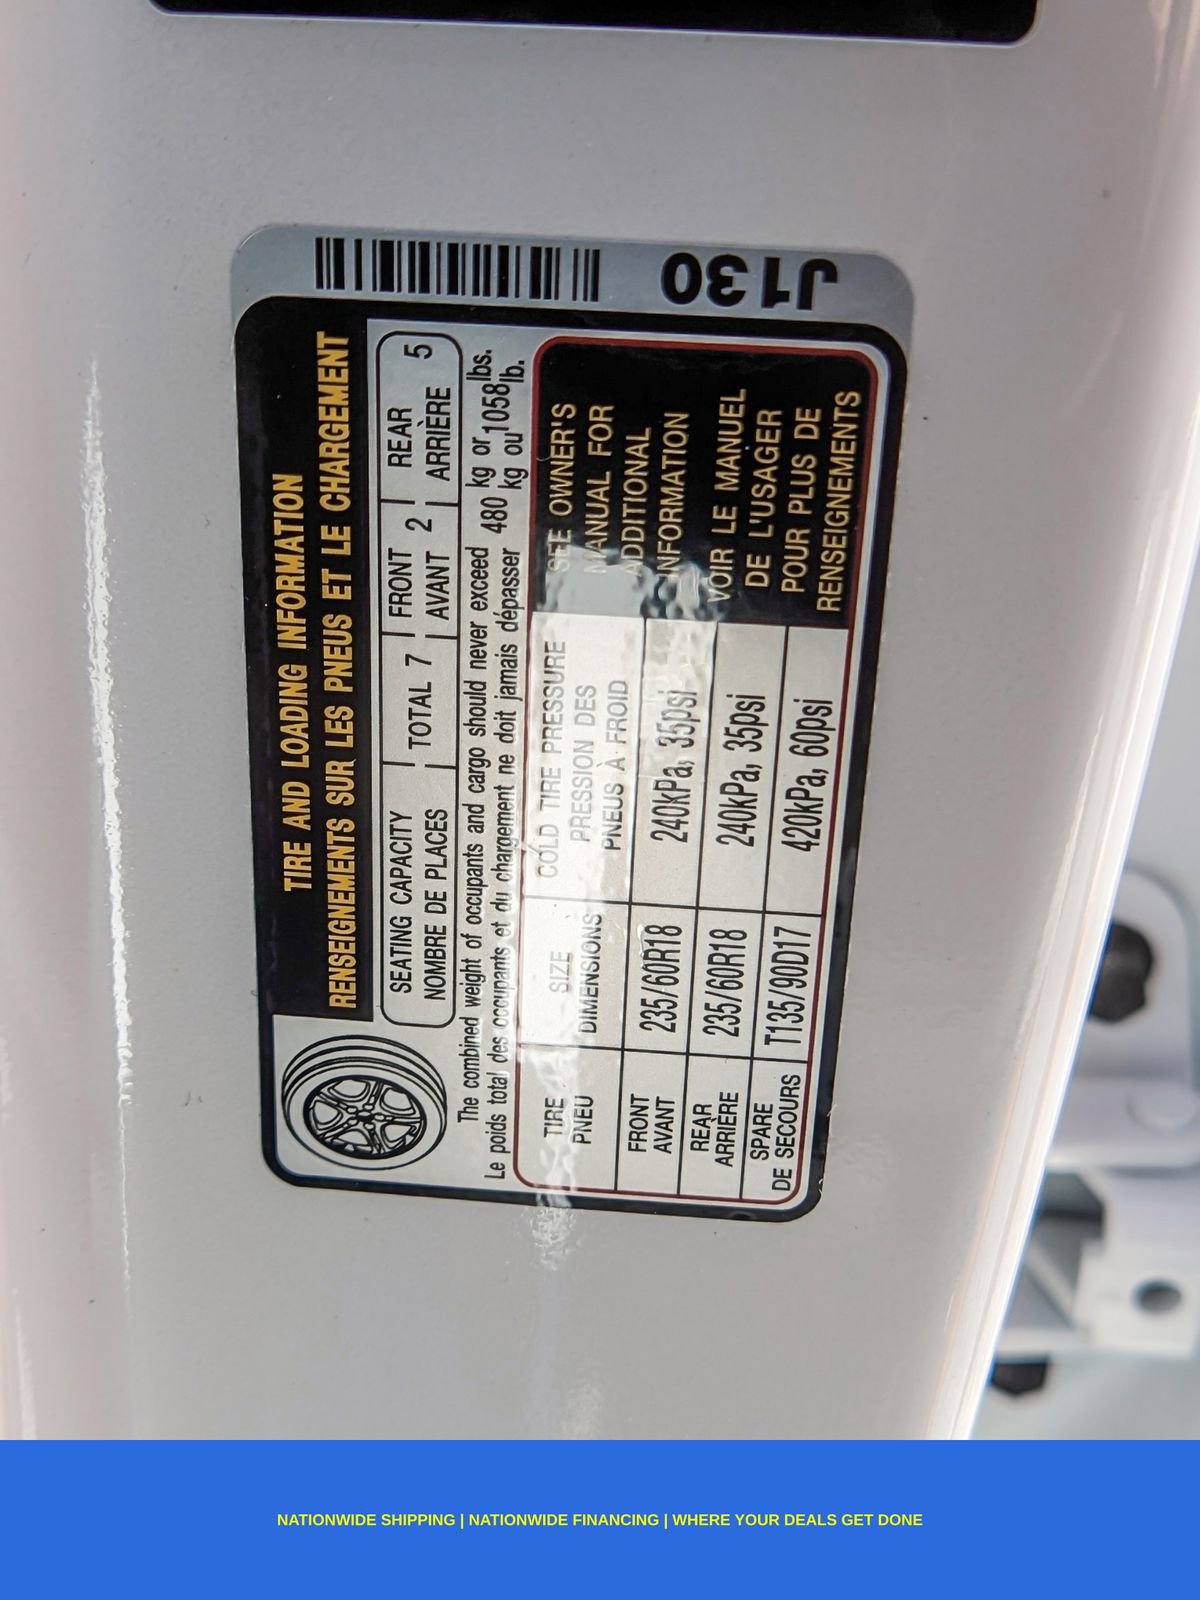 J130
TIRE AND LOADING INFORMATION
RENSEIGNEMENTS SUR LES PNEUS ET LE CHARGEMENT
SEATING CAPACITY TOTAL 7 FRONT 2 REAR 5
NOMBRE DE PLACES AVANT ARRIÈRE
The combined weight of occupants and cargo should never exceed 480 kg or 1058 lbs.
Le poids total des occupants et du chargement ne doit jamais dépasser kg ou lb.
TIRE SIZE COLD TIRE PRESSURE
PNEU DIMENSIONS PRESSION DES
PNEUS À FROID
FRONT 235/60R18 240kPa, 35psi
AVANT
REAR 235/60R18 240kPa, 35psi
ARRIÈRE
SPARE T135/90D17 420kPa, 60psi
DE SECOURS
SEE OWNER'S
MANUAL FOR
ADDITIONAL
INFORMATION
VOIR LE MANUEL
DE L'USAGER
POUR PLUS DE
RENSEIGNEMENTS
NATIONWIDE SHIPPING | NATIONWIDE FINANCING | WHERE YOUR DEALS GET DONE